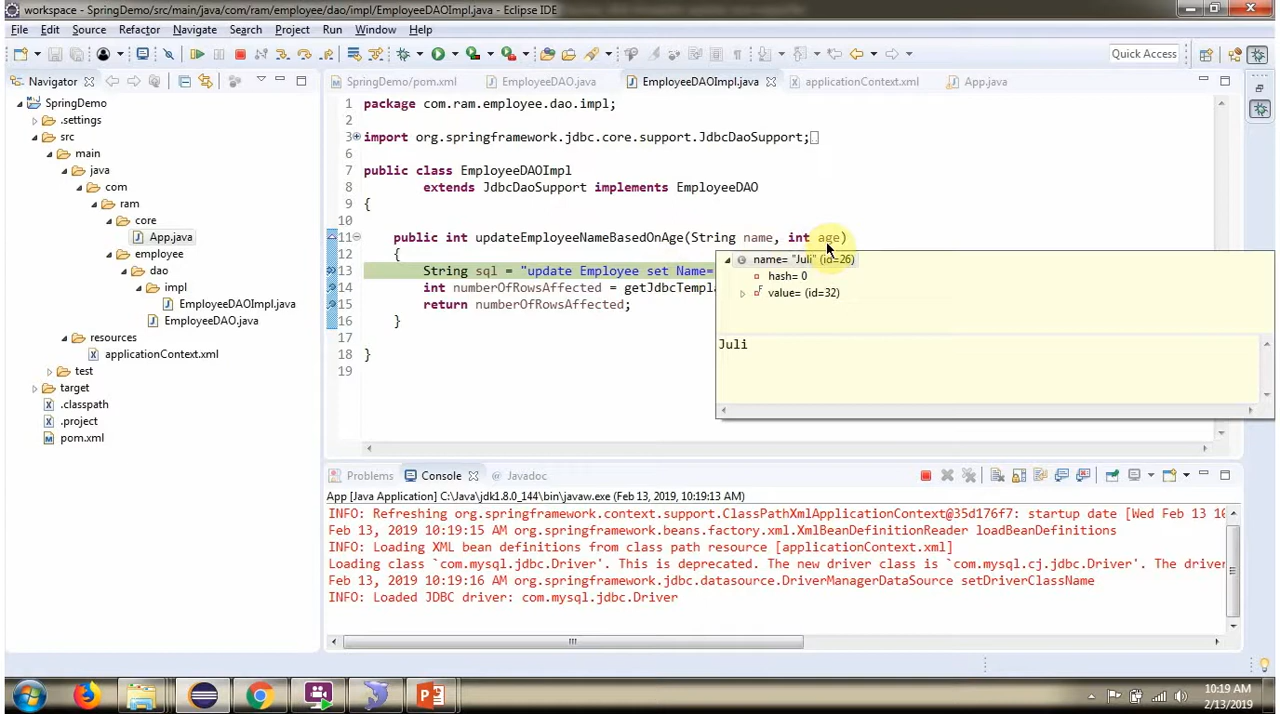 workspace - SpringDemo/src/main/java/com/ram/employee/dao/impl/EmployeeDAOImpl.java - Eclipse IDE
File Edit Source Refactor Navigate Search Project Run Window Help
Quick Access
Navigator
SpringDemo/pom.xml EmployeeDAO.java EmployeeDAOImpl.java applicationContext.xml App.java
SpringDemo
.settings
src
main
java
com
ram
core
App.java
employee
dao
impl
EmployeeDAOImpl.java
EmployeeDAO.java
resources
applicationContext.xml
test
target
.classpath
.project
pom.xml
1 package com.ram.employee.dao.impl;
2
3 import org.springframework.jdbc.core.support.JdbcDaoSupport;
6
7 public class EmployeeDAOImpl
8 extends JdbcDaoSupport implements EmployeeDAO
9 {
10
11 public int updateEmployeeNameBasedOnAge(String name, int age)
12 {
13 String sql = "update Employee set Name=
14 int numberOfRowsAffected = getJdbcTempl
15 return numberOfRowsAffected;
16 }
17
18 }
19
name= "Juli" (id=26)
hash= 0
value= (id=32)
Juli
Problems Console Javadoc
App [Java Application] C:\Java\jdk1.8.0_144\bin\javaw.exe (Feb 13, 2019, 10:19:13 AM)
INFO: Refreshing org.springframework.context.support.ClassPathXmlApplicationContext@35d176f7: startup date [Wed Feb 13 10
Feb 13, 2019 10:19:15 AM org.springframework.beans.factory.xml.XmlBeanDefinitionReader loadBeanDefinitions
INFO: Loading XML bean definitions from class path resource [applicationContext.xml]
Loading class `com.mysql.jdbc.Driver'. This is deprecated. The new driver class is `com.mysql.cj.jdbc.Driver'. The driver
Feb 13, 2019 10:19:16 AM org.springframework.jdbc.datasource.DriverManagerDataSource setDriverClassName
INFO: Loaded JDBC driver: com.mysql.jdbc.Driver
10:19 AM
2/13/2019